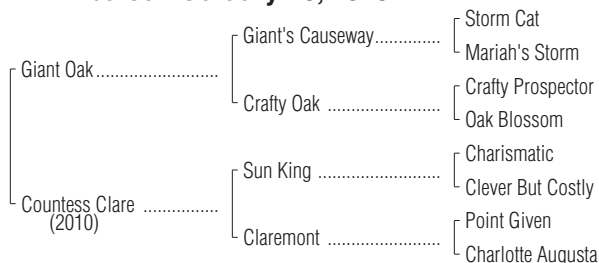 Storm Cat
Giant's Causeway
Mariah's Storm
Giant Oak
Crafty Prospector
Crafty Oak
Oak Blossom
Charismatic
Sun King
Clever But Costly
Countess Clare
(2010)
Point Given
Claremont
Charlotte Augusta